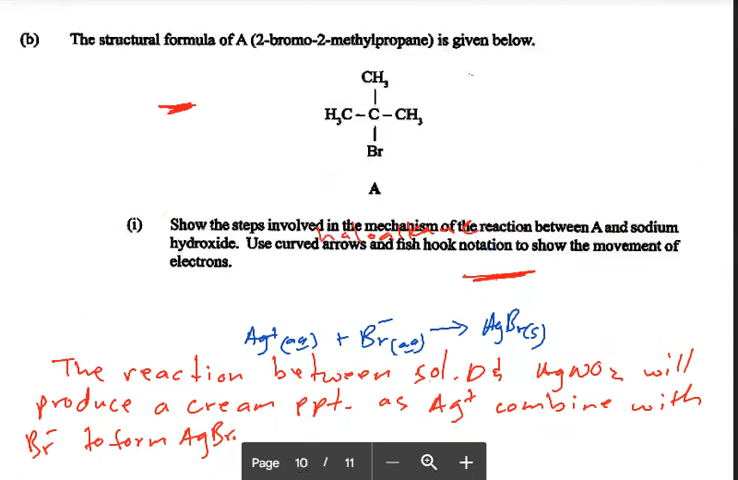 (b) The structural formula of A (2-bromo-2-methylpropane) is given below.
CH3
|
H3C – C – CH3
|
Br
A
(i) Show the steps involved in the mechanism of the reaction between A and sodium
haloalkane
hydroxide. Use curved arrows and fish hook notation to show the movement of
electrons.
Ag+(aq) + Br-(aq) → AgBr(s)
The reaction between sol. D & AgNO3 will
produce a cream ppt. as Ag+ combine with
Br- to form AgBr.
Page 10 / 11 — +